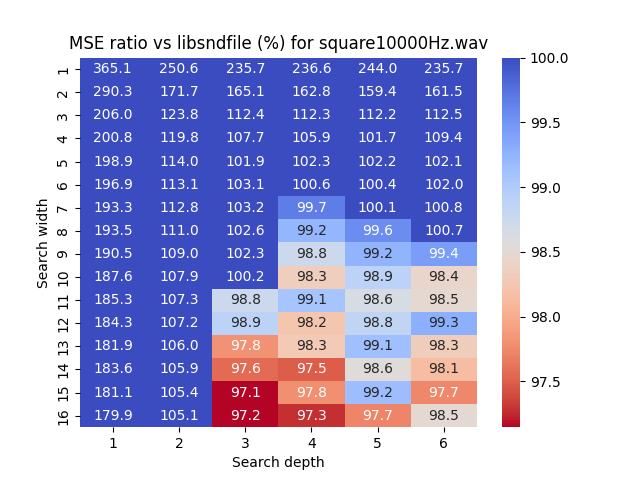 MSE ratio vs libsndfile (%) for square10000Hz.wav
1 365.1 250.6 235.7 236.6 244.0 235.7
2 290.3 171.7 165.1 162.8 159.4 161.5
3 206.0 123.8 112.4 112.3 112.2 112.5
4 200.8 119.8 107.7 105.9 101.7 109.4
5 198.9 114.0 101.9 102.3 102.2 102.1
6 196.9 113.1 103.1 100.6 100.4 102.0
7 193.3 112.8 103.2 99.7 100.1 100.8
8 193.5 111.0 102.6 99.2 99.6 100.7
9 190.5 109.0 102.3 98.8 99.2 99.4
10 187.6 107.9 100.2 98.3 98.9 98.4
11 185.3 107.3 98.8 99.1 98.6 98.5
12 184.3 107.2 98.9 98.2 98.8 99.3
13 181.9 106.0 97.8 98.3 99.1 98.3
14 183.6 105.9 97.6 97.5 98.6 98.1
15 181.1 105.4 97.1 97.8 99.2 97.7
16 179.9 105.1 97.2 97.3 97.7 98.5
1 2 3 4 5 6
Search depth
Search width
100.0
99.5
99.0
98.5
98.0
97.5